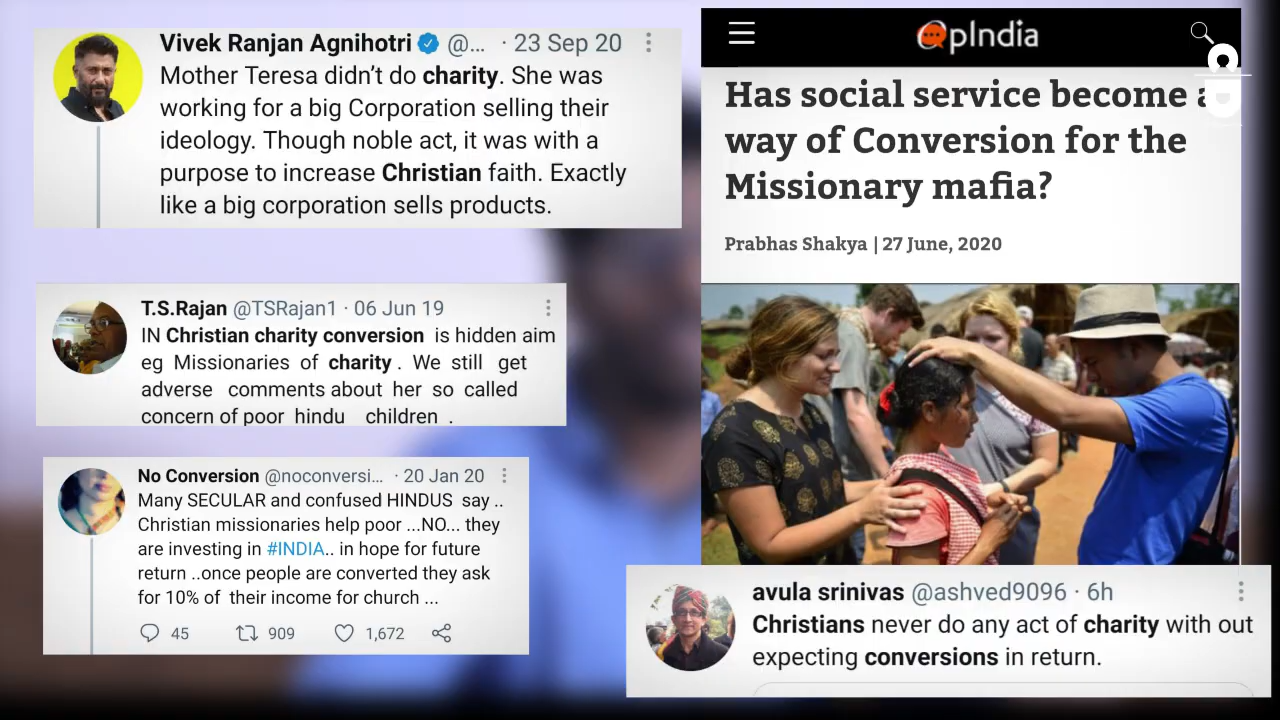 Vivek Ranjan Agnihotri @... · 23 Sep 20
Mother Teresa didn't do charity. She was
working for a big Corporation selling their
ideology. Though noble act, it was with a
purpose to increase Christian faith. Exactly
like a big corporation sells products.
T.S.Rajan @TSRajan1 · 06 Jun 19
IN Christian charity conversion is hidden aim
eg Missionaries of charity . We still get
adverse comments about her so called
concern of poor hindu children .
No Conversion @noconversi... · 20 Jan 20
Many SECULAR and confused HINDUS say ..
Christian missionaries help poor ...NO... they
are investing in #INDIA.. in hope for future
return ..once people are converted they ask
for 10% of their income for church ...
45 909 1,672
OpIndia
Has social service become a
way of Conversion for the
Missionary mafia?
Prabhas Shakya | 27 June, 2020
avula srinivas @ashved9096 · 6h
Christians never do any act of charity with out
expecting conversions in return.